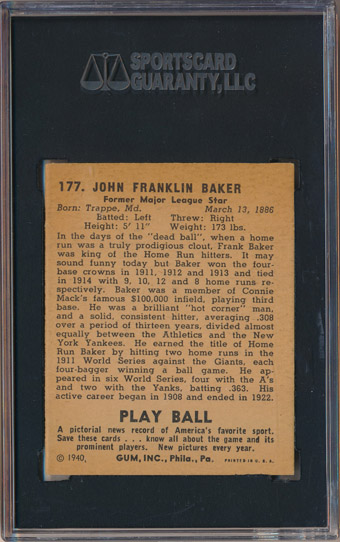 SPORTSCARD
GUARANTY, LLC
177. JOHN FRANKLIN BAKER
Former Major League Star
Born: Trappe, Md. March 13, 1886
Batted: Left Threw: Right
Height: 5' 11" Weight: 173 lbs.
In the days of the "dead ball", when a home
run was a truly prodigious clout, Frank Baker
was king of the Home Run hitters. It may
sound funny today but Baker won the four-
base crowns in 1911, 1912 and 1913 and tied
in 1914 with 9, 10, 12 and 8 home runs re-
spectively. Baker was a member of Connie
Mack's famous $100,000 infield, playing third
base. He was a brilliant "hot corner" man,
and a solid, consistent hitter, averaging .308
over a period of thirteen years, divided almost
equally between the Athletics and the New
York Yankees. He earned the title of Home
Run Baker by hitting two home runs in the
1911 World Series against the Giants, each
four-bagger winning a ball game. He ap-
peared in six World Series, four with the A's
and two with the Yanks, batting .363. His
active career began in 1908 and ended in 1922.
PLAY BALL
A pictorial news record of America's favorite sport.
Save these cards . . . know all about the game and its
prominent players. New pictures every year.
© 1940, GUM, INC., Phila., Pa. PRINTED IN U. S. A.